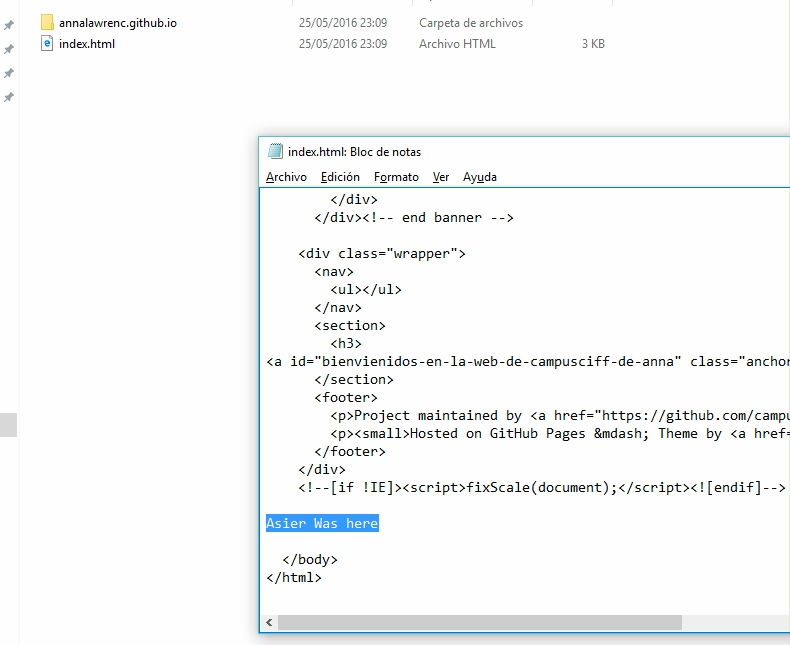 annalawrenc.github.io 25/05/2016 23:09 Carpeta de archivos
index.html 25/05/2016 23:09 Archivo HTML 3 KB
index.html: Bloc de notas
Archivo Edición Formato Ver Ayuda
</div>
</div><!-- end banner -->
<div class="wrapper">
<nav>
<ul></ul>
</nav>
<section>
<h3>
<a id="bienvienidos-en-la-web-de-campusciff-de-anna" class="anchor
</section>
<footer>
<p>Project maintained by <a href="https://github.com/campu
<p><small>Hosted on GitHub Pages &mdash; Theme by <a href=
</footer>
</div>
<!--[if !IE]><script>fixScale(document);</script><![endif]-->
Asier Was here
</body>
</html>